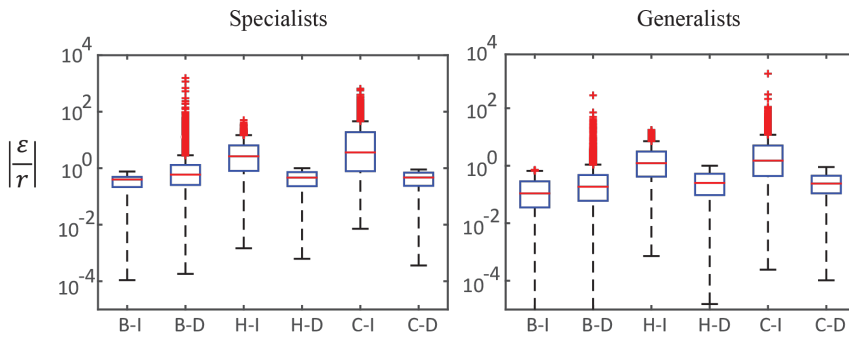 Specialists
Generalists
|ε/r|
10^4
10^2
10^0
10^-2
10^-4
B-I B-D H-I H-D C-I C-D
10^4
10^2
10^0
10^-2
10^-4
B-I B-D H-I H-D C-I C-D